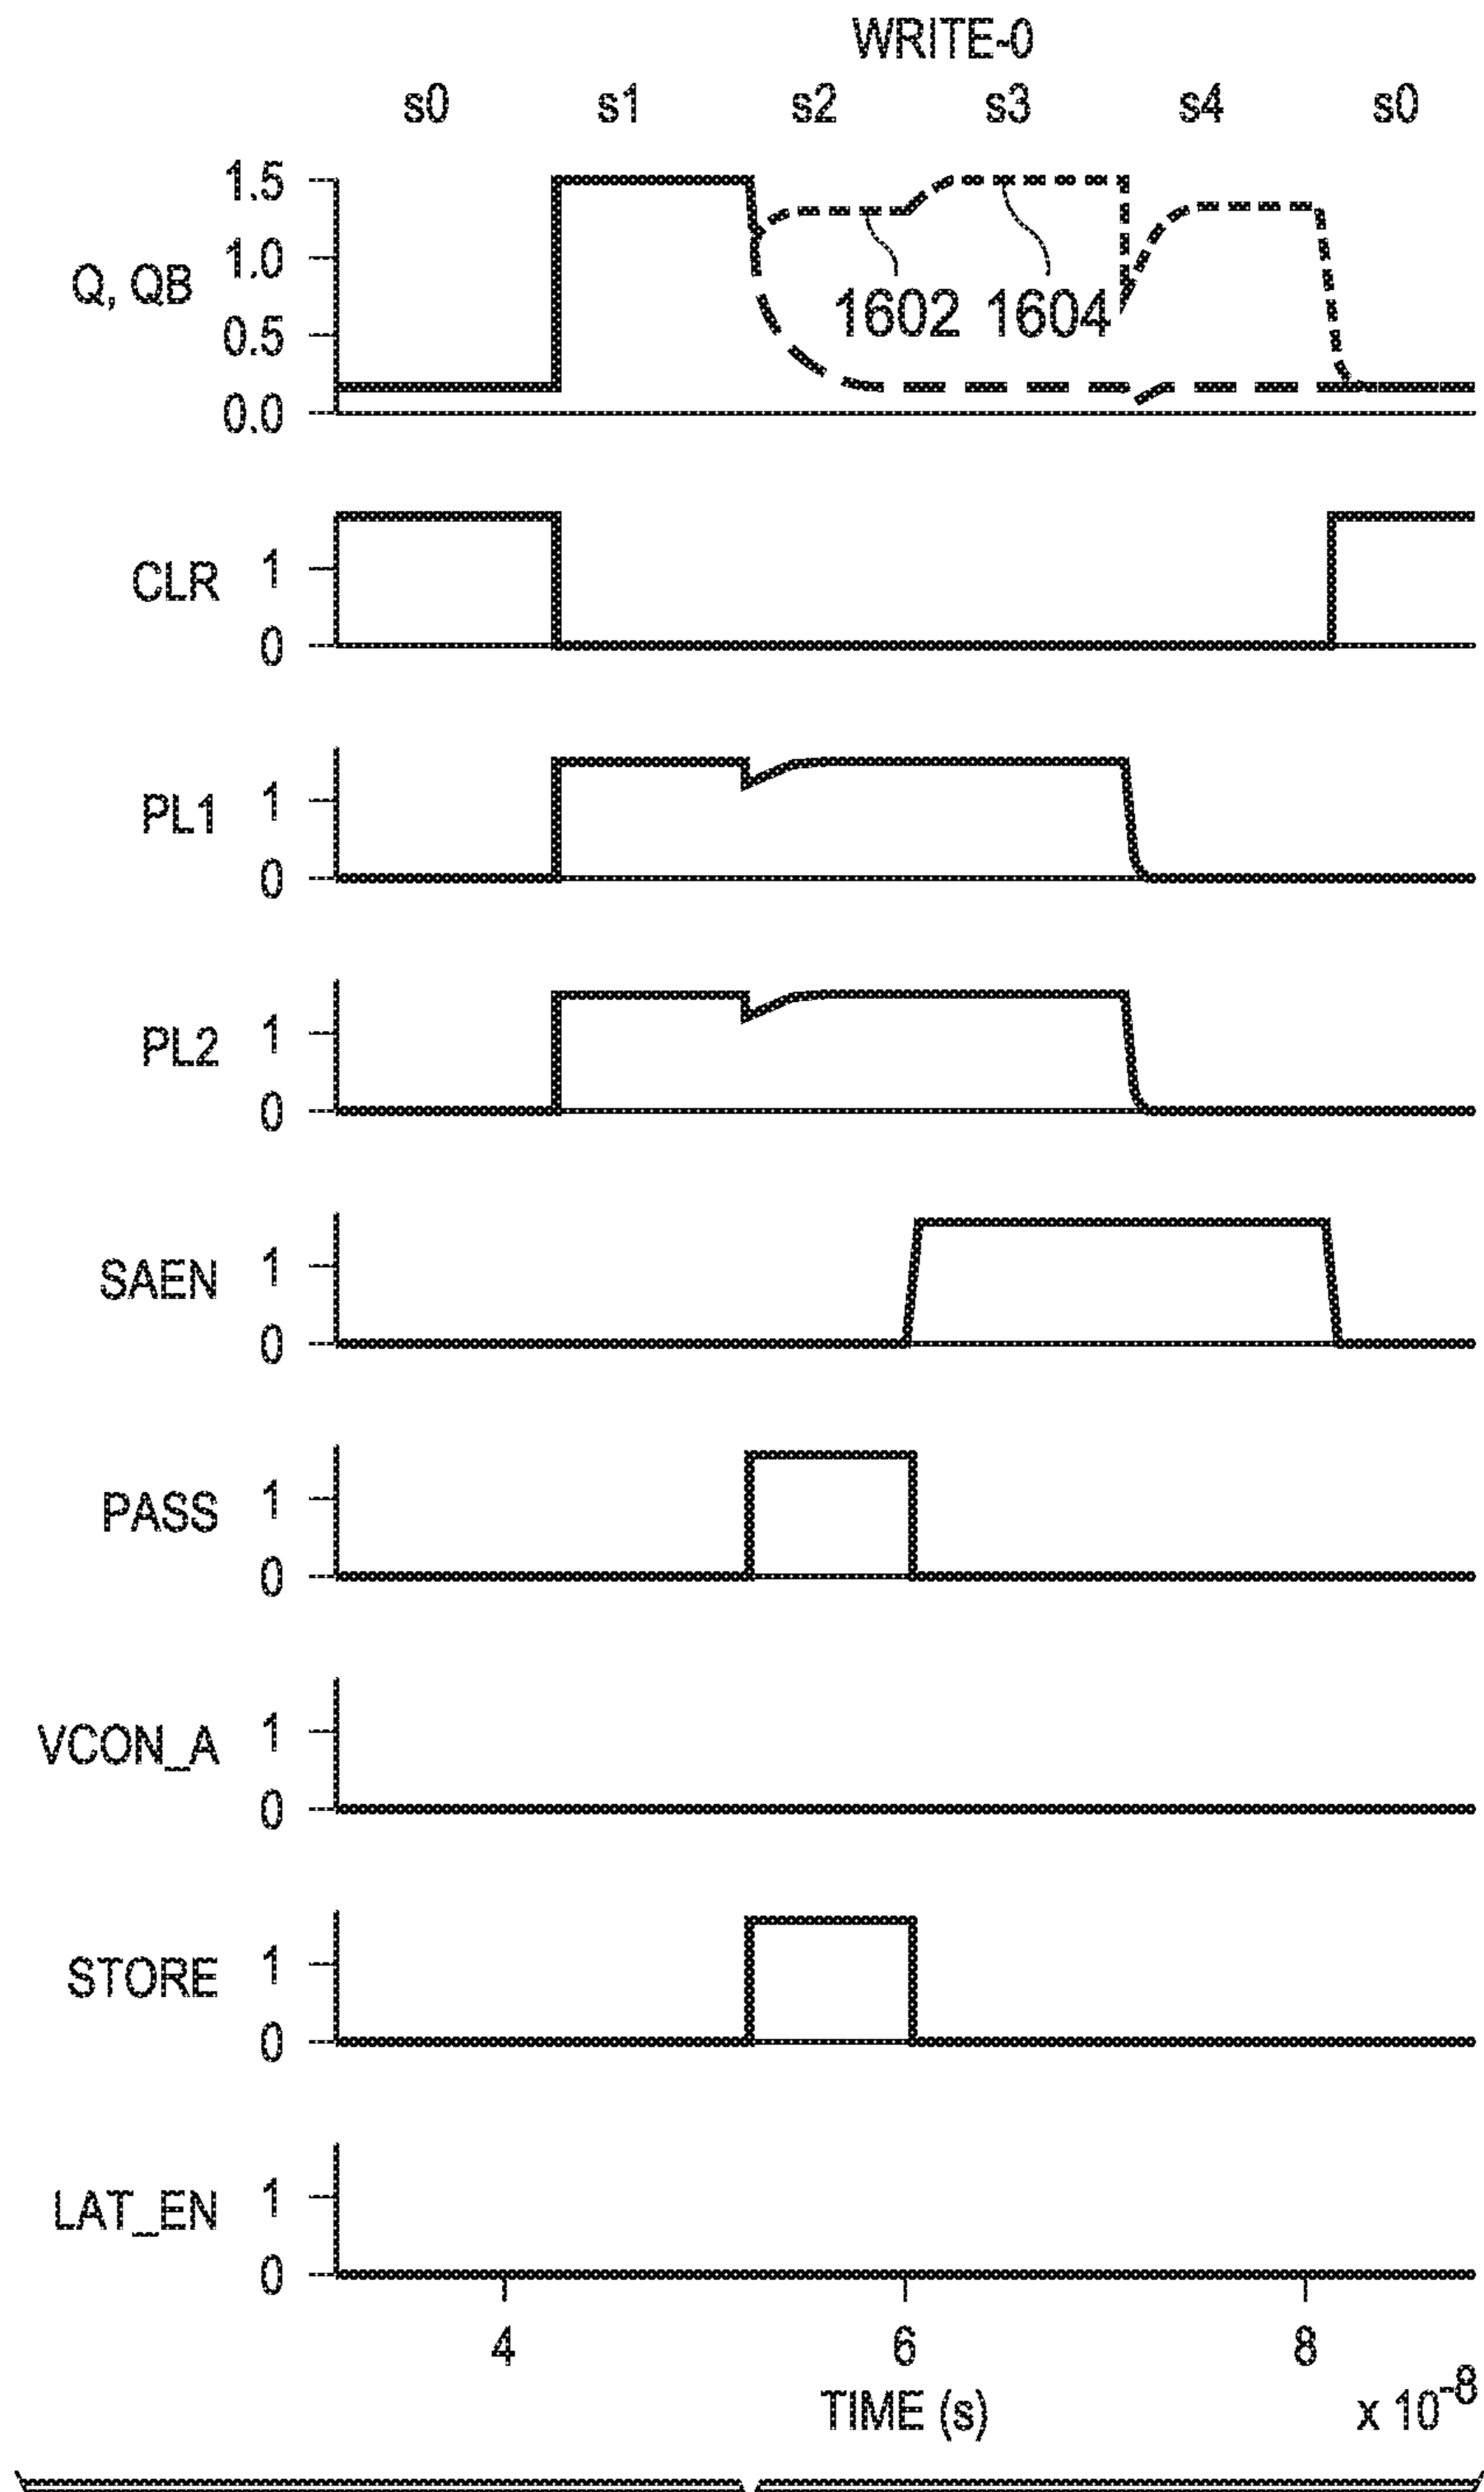 WRITE-0
s0 s1 s2 s3 s4 s0
1.5
1.0
Q, QB
0.5
0.0
1602 1604
CLR 1
0
PL1 1
0
PL2 1
0
SAEN 1
0
PASS 1
0
VCON_A 1
0
STORE 1
0
LAT_EN 1
0
4 6 8
TIME (s) x 10-8